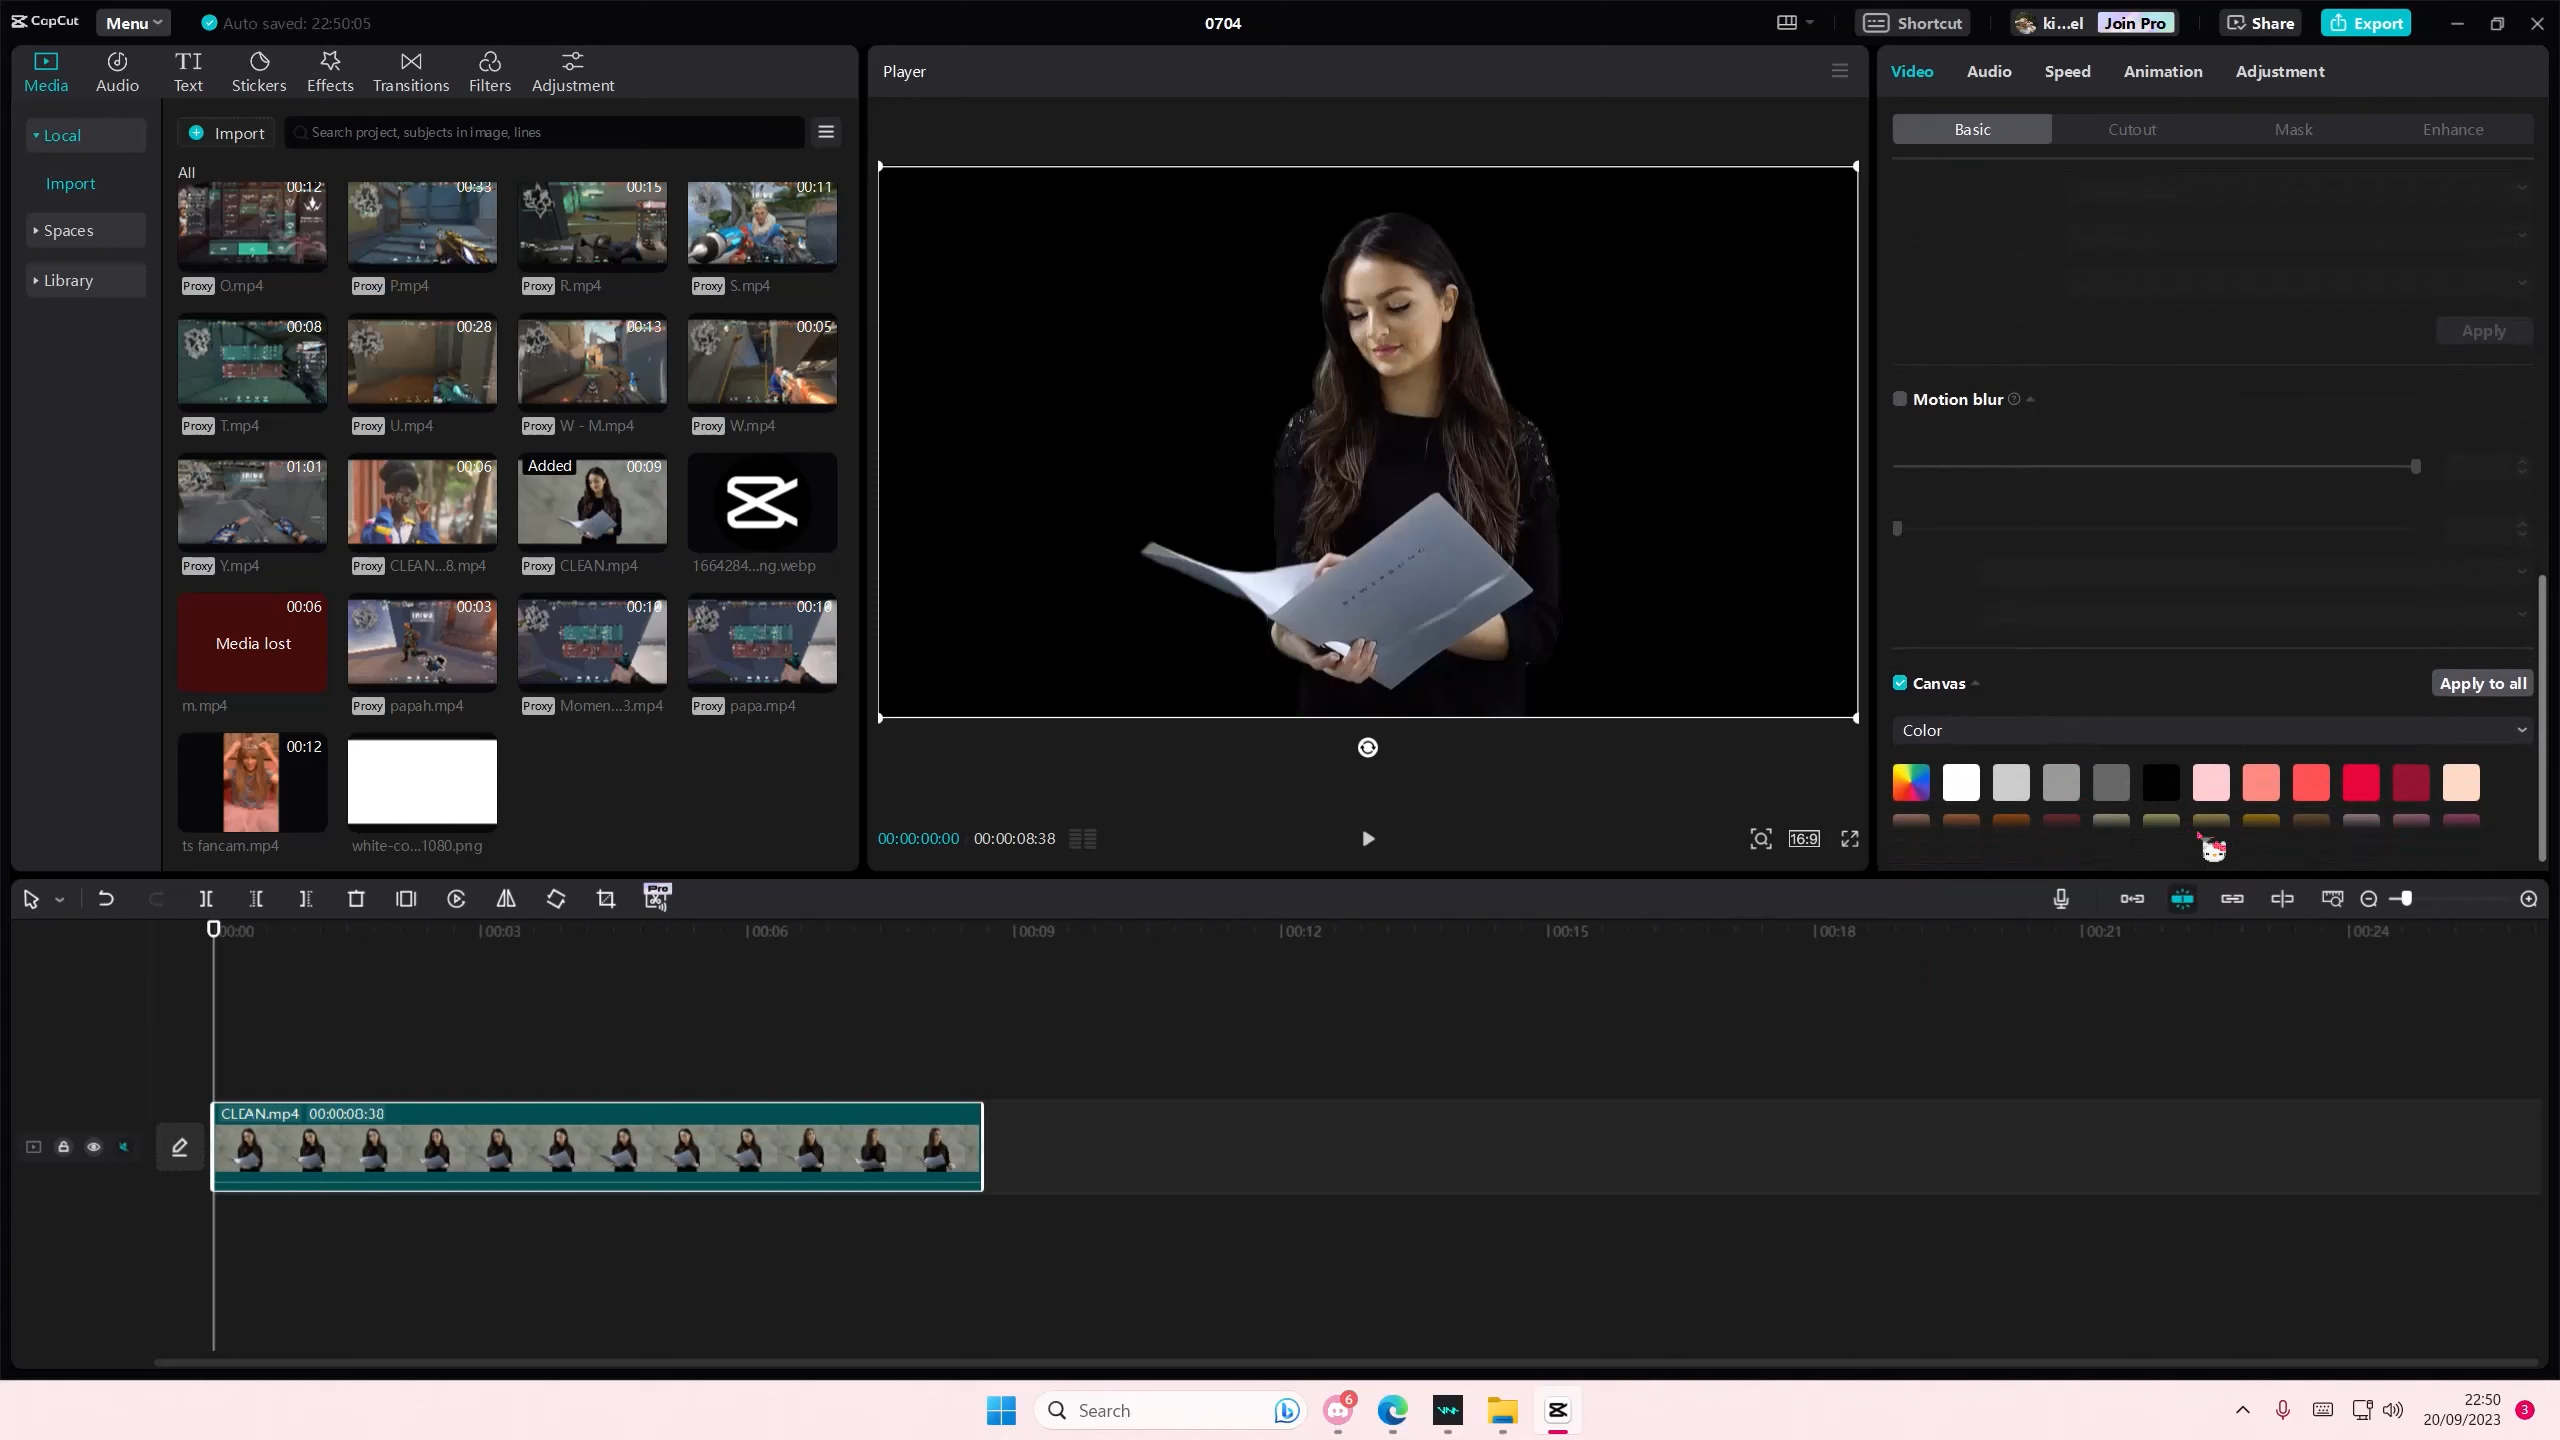 CapCut
Menu
Auto saved: 22:50:05
0704
Shortcut
ki...el
Join Pro
Share
Export
Media
Audio
Text
Stickers
Effects
Transitions
Filters
Adjustment
Local
Import
Spaces
Library
Import
Search project, subjects in image, lines
All
00:12
00:33
00:15
00:11
Proxy O.mp4
Proxy P.mp4
Proxy R.mp4
Proxy S.mp4
00:08
00:28
00:13
00:05
Proxy T.mp4
Proxy U.mp4
Proxy W - M.mp4
Proxy W.mp4
01:01
00:06
Added 00:09
Proxy Y.mp4
Proxy CLEAN...8.mp4
Proxy CLEAN.mp4
1664284...ng.webp
00:06
Media lost
00:03
00:10
00:10
m.mp4
Proxy papah.mp4
Proxy Momen...3.mp4
Proxy papa.mp4
00:12
ts fancam.mp4
white-co...1080.png
Player
BEWERBUNG
00:00:00:00 00:00:08:38
16:9
Video
Audio
Speed
Animation
Adjustment
Basic
Cutout
Mask
Enhance
Apply
Motion blur
Canvas
Apply to all
Color
Pro
00:00
00:03
00:06
00:09
00:12
00:15
00:18
00:21
00:24
CLEAN.mp4 00:00:08:38
Search
6
22:50
20/09/2023
3